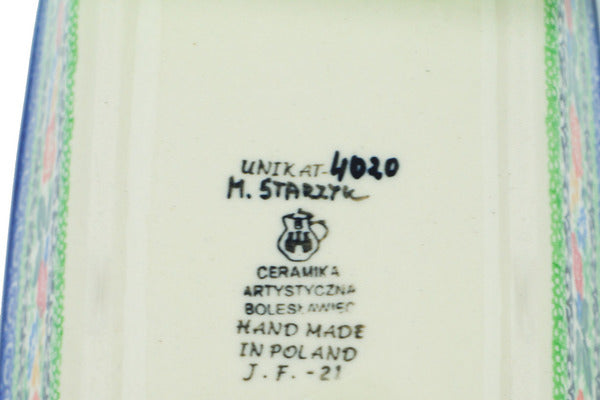 UNIKAT-4020
M. STARZYK
CERAMIKA
ARTYSTYCZNA
BOLESŁAWIEC
HAND MADE
IN POLAND
J.F.-21